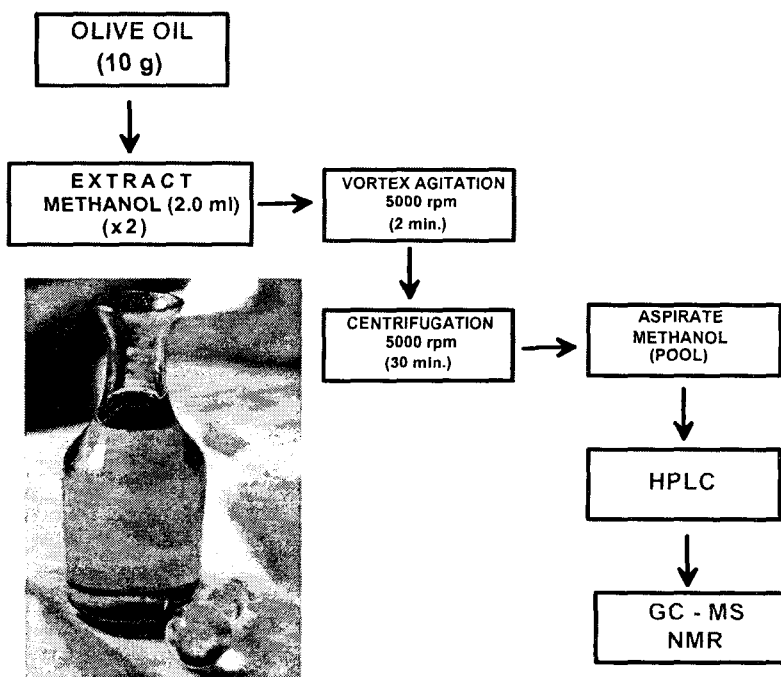 OLIVE OIL
(10 g)
EXTRACT
METHANOL (2.0 ml)
(x2)
VORTEX AGITATION
5000 rpm
(2 min.)
CENTRIFUGATION
5000 rpm
(30 min.)
ASPIRATE
METHANOL
(POOL)
HPLC
GC - MS
NMR